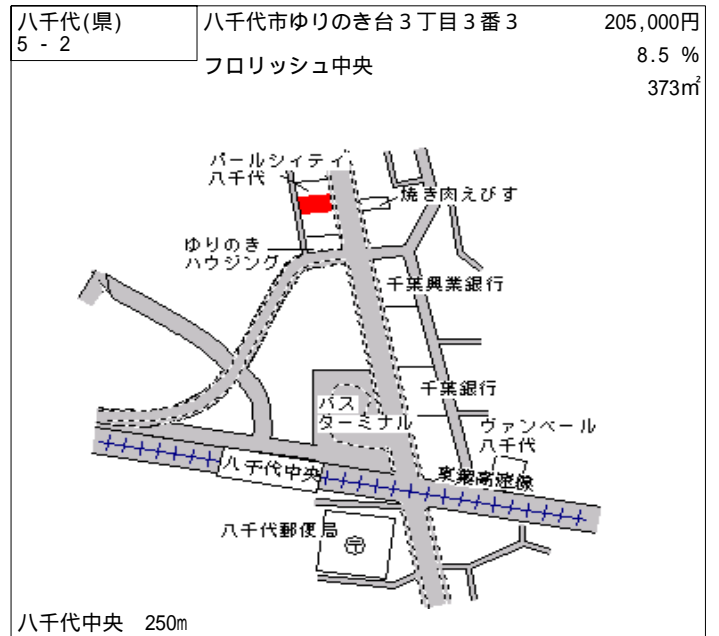 八千代(県)
5 - 2
八千代市ゆりのき台３丁目３番３
フロリッシュ中央
205,000円
8.5 %
373㎡
パールシィティ
八千代
焼き肉えびす
ゆりのき
ハウジング
千葉興業銀行
バス
ターミナル
千葉銀行
ヴァンベール
八千代
八千代中央
東葉高速線
八千代郵便局
〒
八千代中央 250m